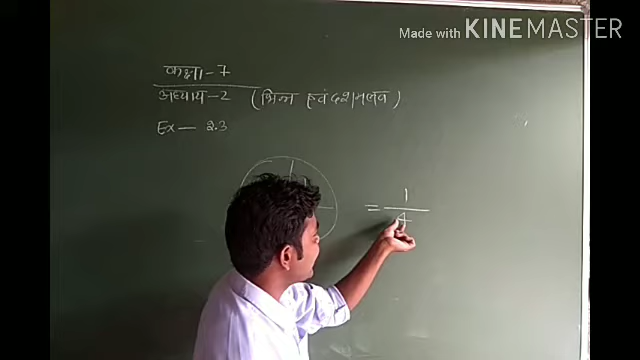 Made with KINEMASTER
कक्षा - 7
अध्याय - 2 (भिन्न एवं दशमलव)
Ex - 2.3
= 1/4